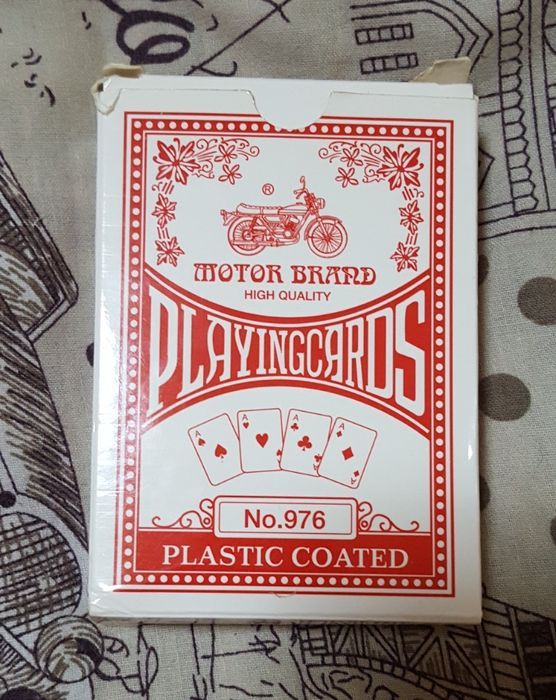 ®
MOTOR BRAND
HIGH QUALITY
PLAYINGCARDS
A A A A
No.976
PLASTIC COATED